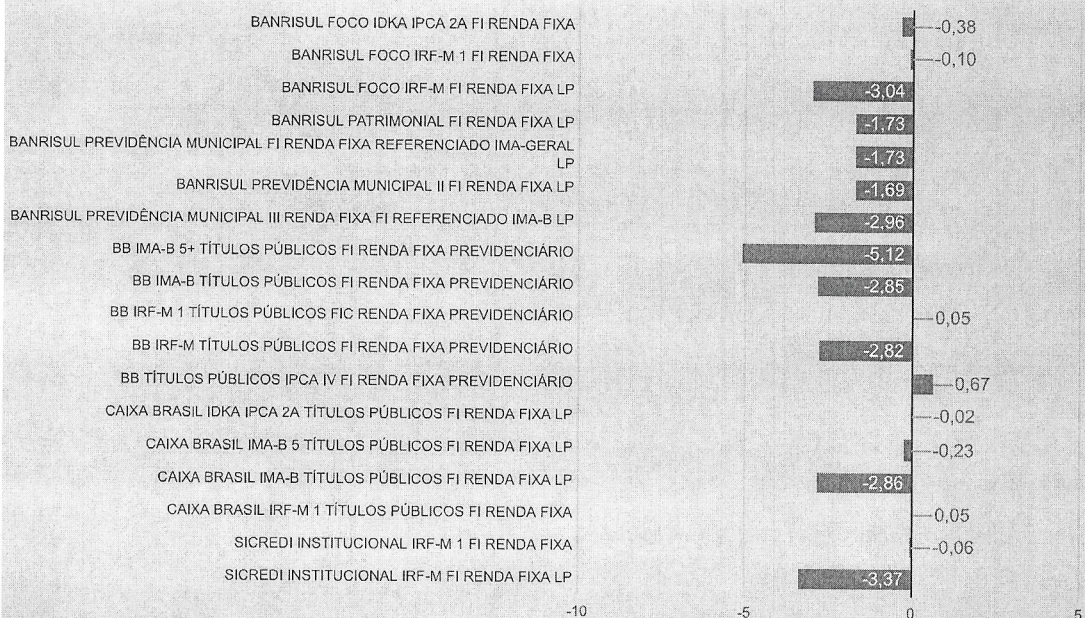 BANRISUL FOCO IDKA IPCA 2A FI RENDA FIXA -0,38
BANRISUL FOCO IRF-M 1 FI RENDA FIXA -0,10
BANRISUL FOCO IRF-M FI RENDA FIXA LP -3,04
BANRISUL PATRIMONIAL FI RENDA FIXA LP -1,73
BANRISUL PREVIDÊNCIA MUNICIPAL FI RENDA FIXA REFERENCIADO IMA-GERAL
LP -1,73
BANRISUL PREVIDÊNCIA MUNICIPAL II FI RENDA FIXA LP -1,69
BANRISUL PREVIDÊNCIA MUNICIPAL III RENDA FIXA FI REFERENCIADO IMA-B LP -2,96
BB IMA-B 5+ TÍTULOS PÚBLICOS FI RENDA FIXA PREVIDENCIÁRIO -5,12
BB IMA-B TÍTULOS PÚBLICOS FI RENDA FIXA PREVIDENCIÁRIO -2,85
BB IRF-M 1 TÍTULOS PÚBLICOS FIC RENDA FIXA PREVIDENCIÁRIO 0,05
BB IRF-M TÍTULOS PÚBLICOS FI RENDA FIXA PREVIDENCIÁRIO -2,82
BB TÍTULOS PÚBLICOS IPCA IV FI RENDA FIXA PREVIDENCIÁRIO 0,67
CAIXA BRASIL IDKA IPCA 2A TÍTULOS PÚBLICOS FI RENDA FIXA LP -0,02
CAIXA BRASIL IMA-B 5 TÍTULOS PÚBLICOS FI RENDA FIXA LP -0,23
CAIXA BRASIL IMA-B TÍTULOS PÚBLICOS FI RENDA FIXA LP -2,86
CAIXA BRASIL IRF-M 1 TÍTULOS PÚBLICOS FI RENDA FIXA 0,05
SICREDI INSTITUCIONAL IRF-M 1 FI RENDA FIXA -0,06
SICREDI INSTITUCIONAL IRF-M FI RENDA FIXA LP -3,37
-10 -5 0 5